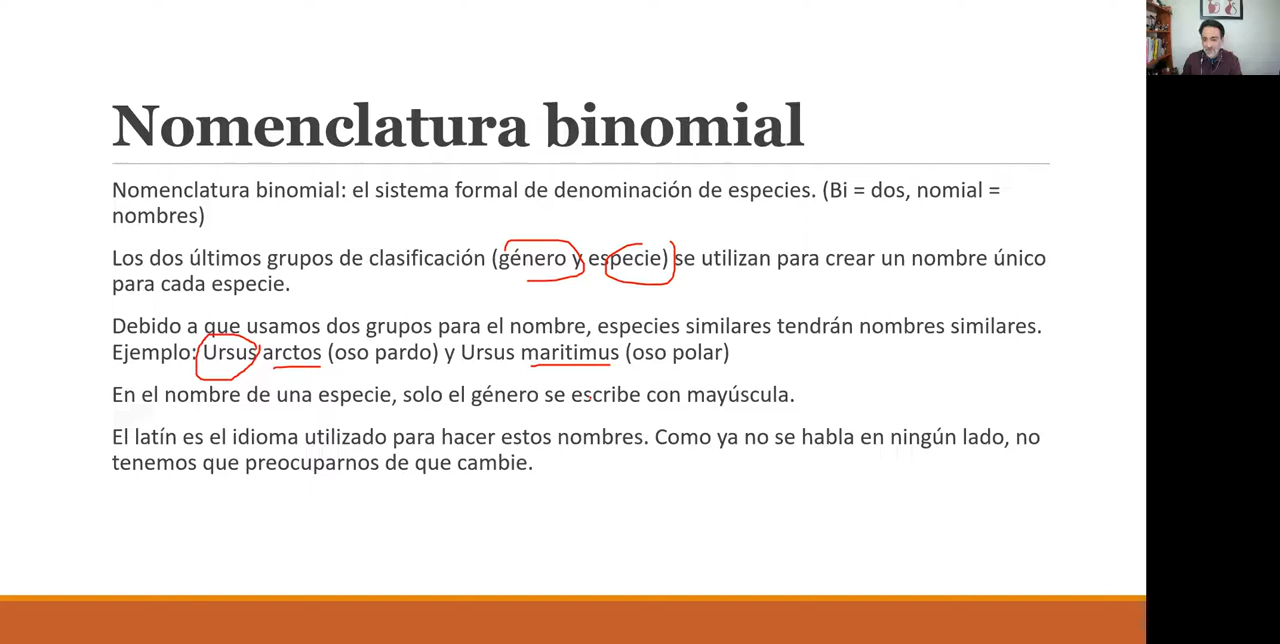 Nomenclatura binomial
Nomenclatura binomial: el sistema formal de denominación de especies. (Bi = dos, nomial =
nombres)
Los dos últimos grupos de clasificación (género y especie) se utilizan para crear un nombre único
para cada especie.
Debido a que usamos dos grupos para el nombre, especies similares tendrán nombres similares.
Ejemplo: Ursus arctos (oso pardo) y Ursus maritimus (oso polar)
En el nombre de una especie, solo el género se escribe con mayúscula.
El latín es el idioma utilizado para hacer estos nombres. Como ya no se habla en ningún lado, no
tenemos que preocuparnos de que cambie.